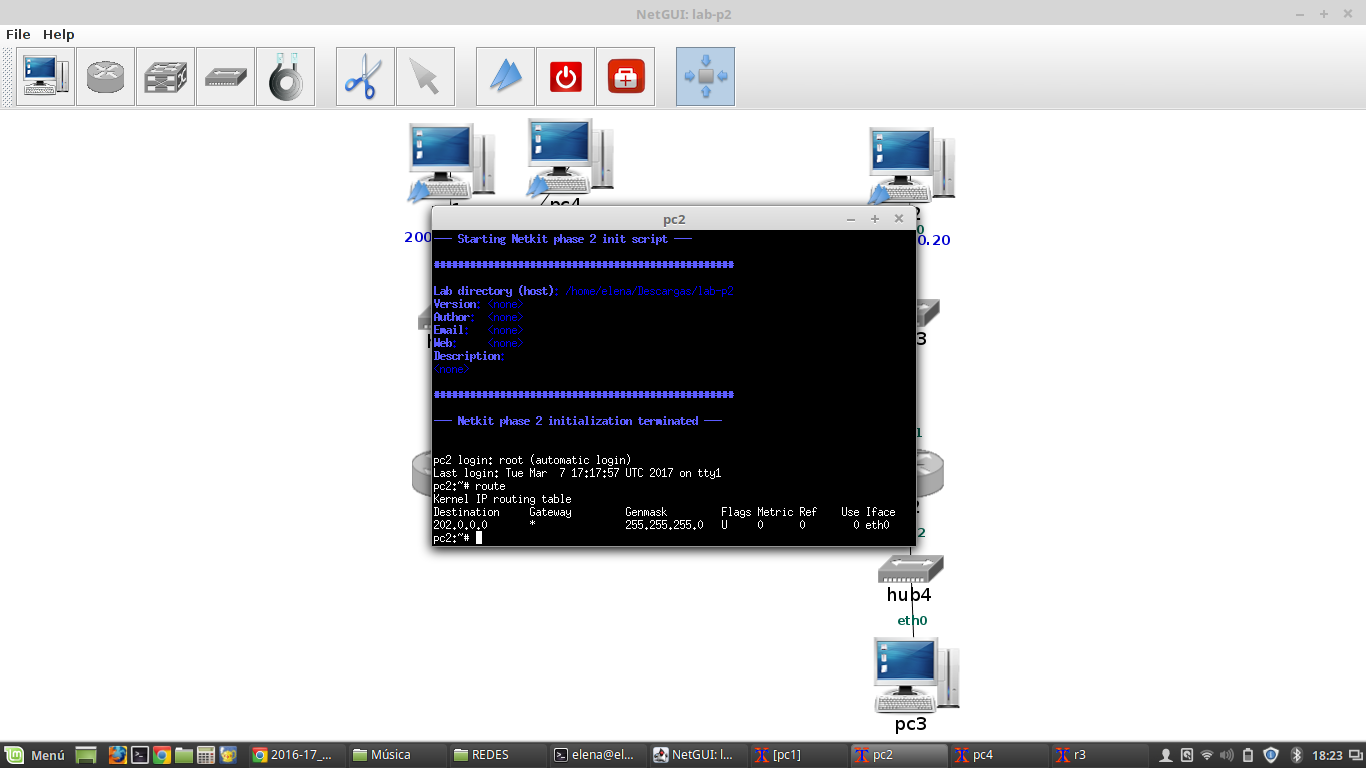 NetGUI: lab-p2
File Help
pc4
200
0
0.20
pc2
— Starting Netkit phase 2 init script —
##################################################
Lab directory (host): /home/elena/Descargas/lab-p2
Version: <none>
Author: <none>
Email: <none>
Web: <none>
Description:
<none>
##################################################
— Netkit phase 2 initialization terminated —
pc2 login: root (automatic login)
Last login: Tue Mar 7 17:17:57 UTC 2017 on tty1
pc2:~# route
Kernel IP routing table
Destination Gateway Genmask Flags Metric Ref Use Iface
202.0.0.0 * 255.255.255.0 U 0 0 0 eth0
pc2:~#
3
1
2
hub4
eth0
pc3
Menú 2016-17_... Música REDES elena@el... NetGUI: l... [pc1] pc2 pc4 r3 18:23